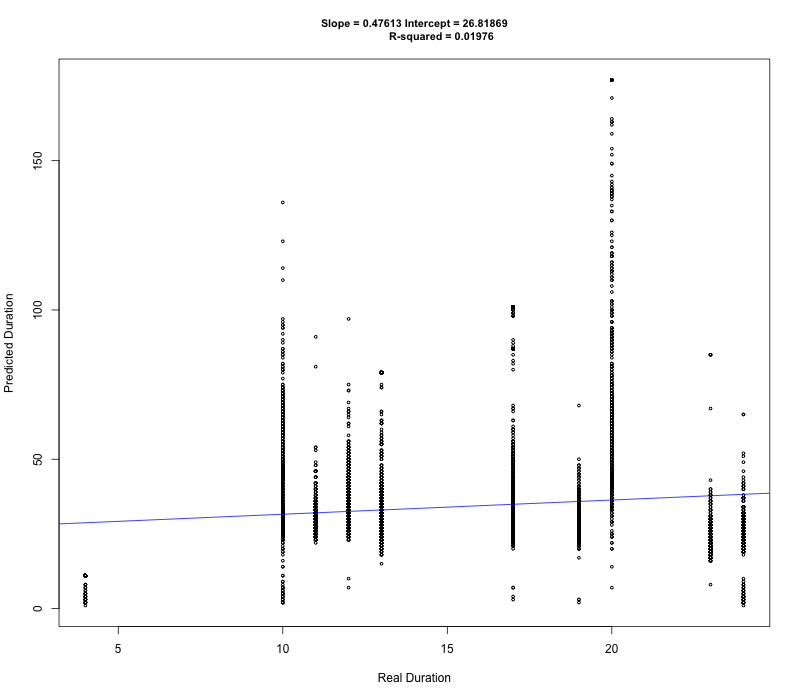 Slope = 0.47613 Intercept = 26.81869
R-squared = 0.01976
150
100
50
0
Predicted Duration
5 10 15 20
Real Duration